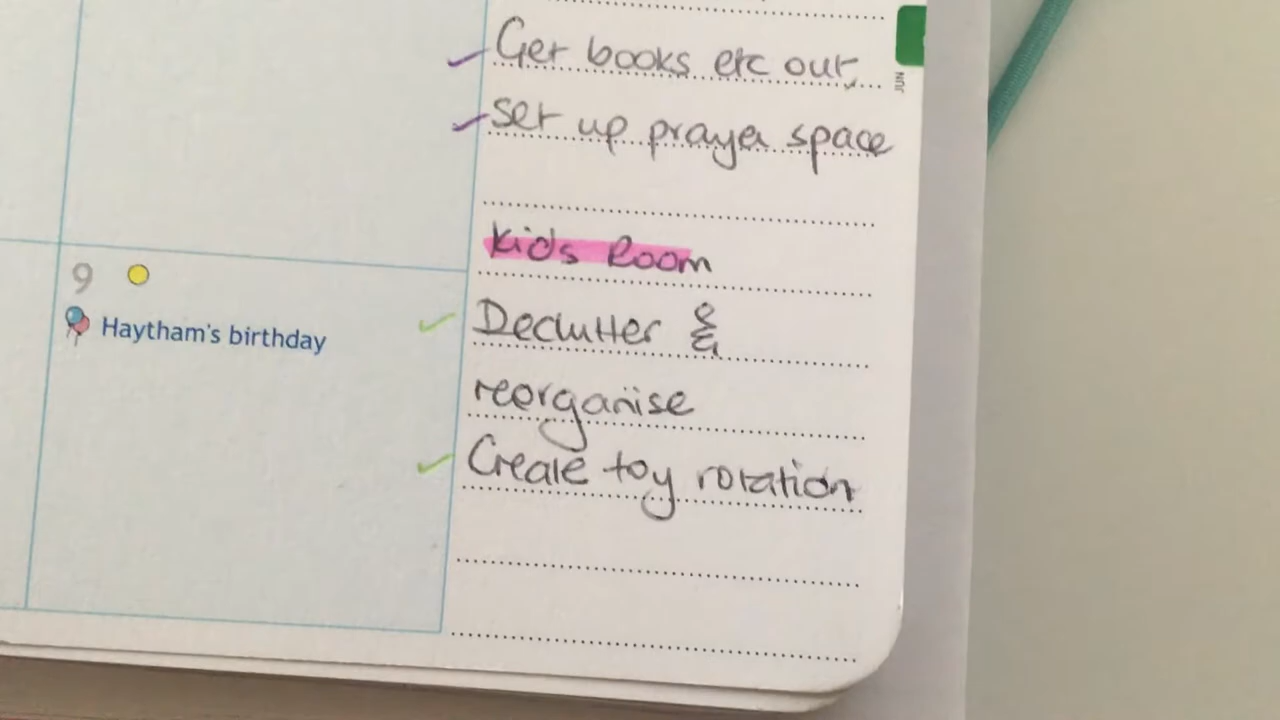 Get books etc out,
set up prayer space
JUN
Kids Room
9
Haytham's birthday
Declutter &
reorganise
Create toy rotation